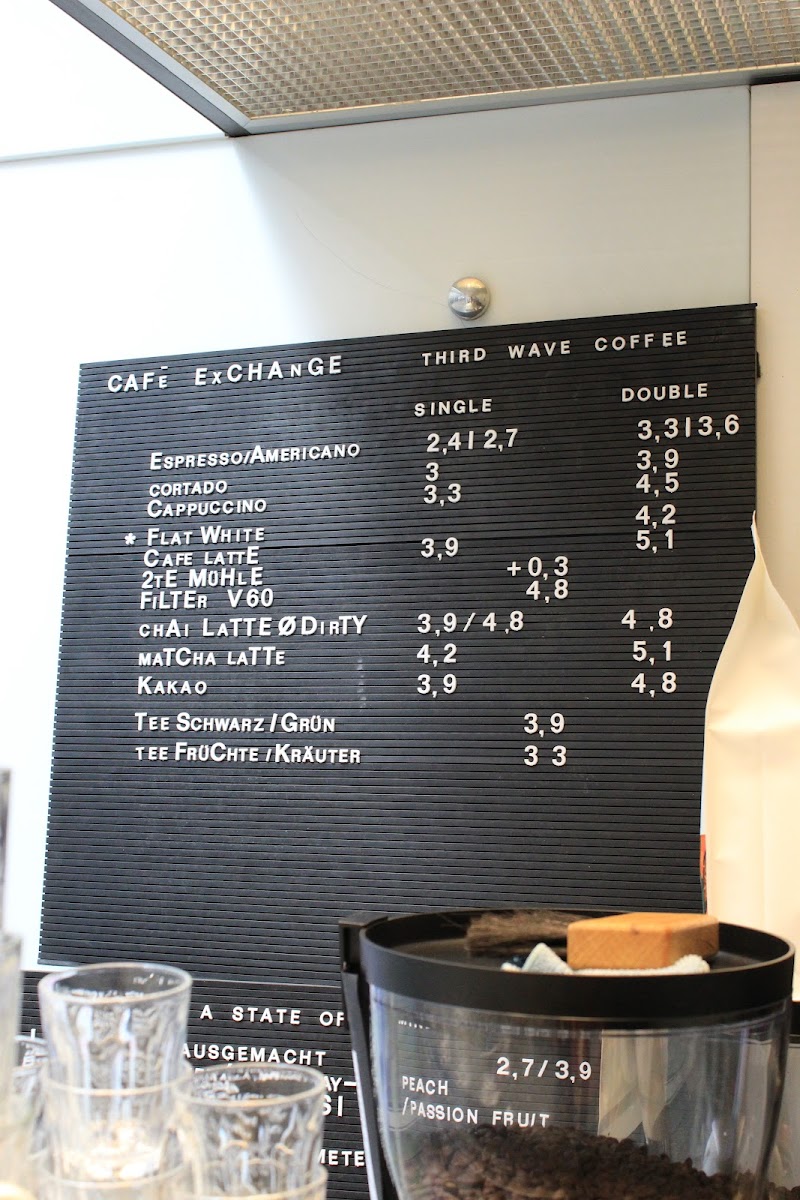 CAFē ExCHAnGE THIRD WAVE COFFEE
SINGLE DOUBLE
ESPRESSO/AMERICANO 2,4 | 2,7 3,3 | 3,6
CORTADO 3 3,9
CAPPUCCINO 3,3 4,5
* FLAT WHITE 4,2
CAFE LATTE 3,9 5,1
2TE MÜHLE +0,3
FiLTEr V60 4,8
CHAi LATTE Ø DirTY 3,9/4,8 4,8
MATCHA LATTE 4,2 5,1
KAKAO 3,9 4,8
TEE SCHWARZ/GRÜN 3,9
TEE FRÜCHTE/KRÄUTER 3 3
A STATE OF
AUSGEMACHT
2,7/3,9
PEACH
/PASSION FRUIT